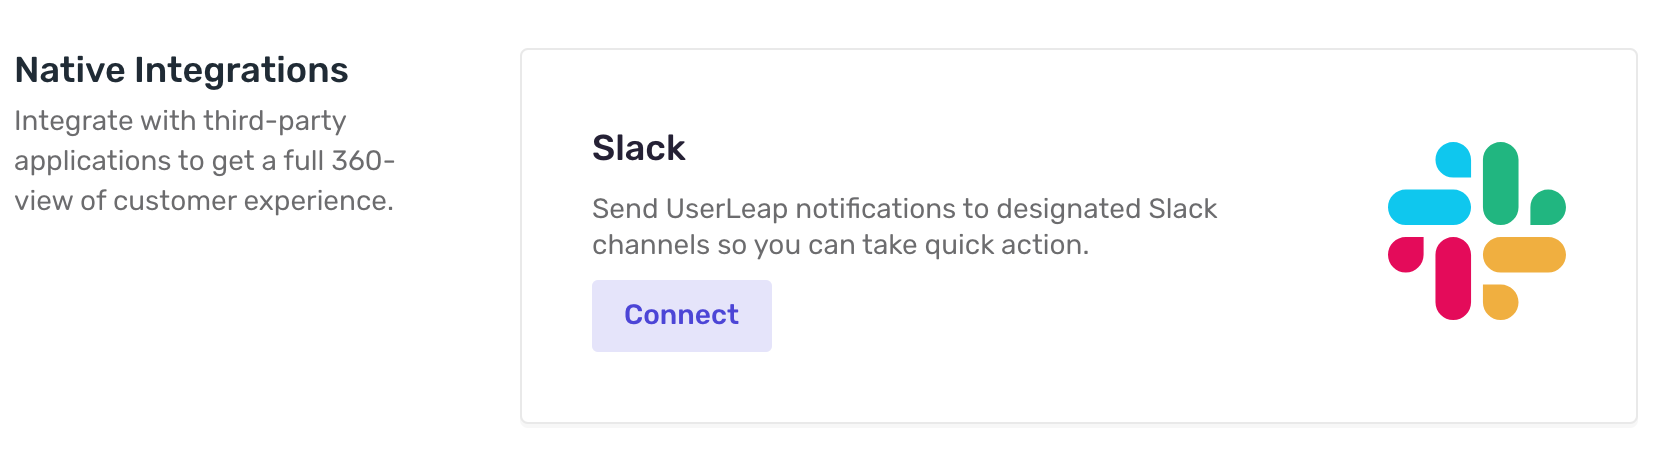 Native Integrations
Integrate with third-party
applications to get a full 360-
view of customer experience.
Slack
Send UserLeap notifications to designated Slack
channels so you can take quick action.
Connect